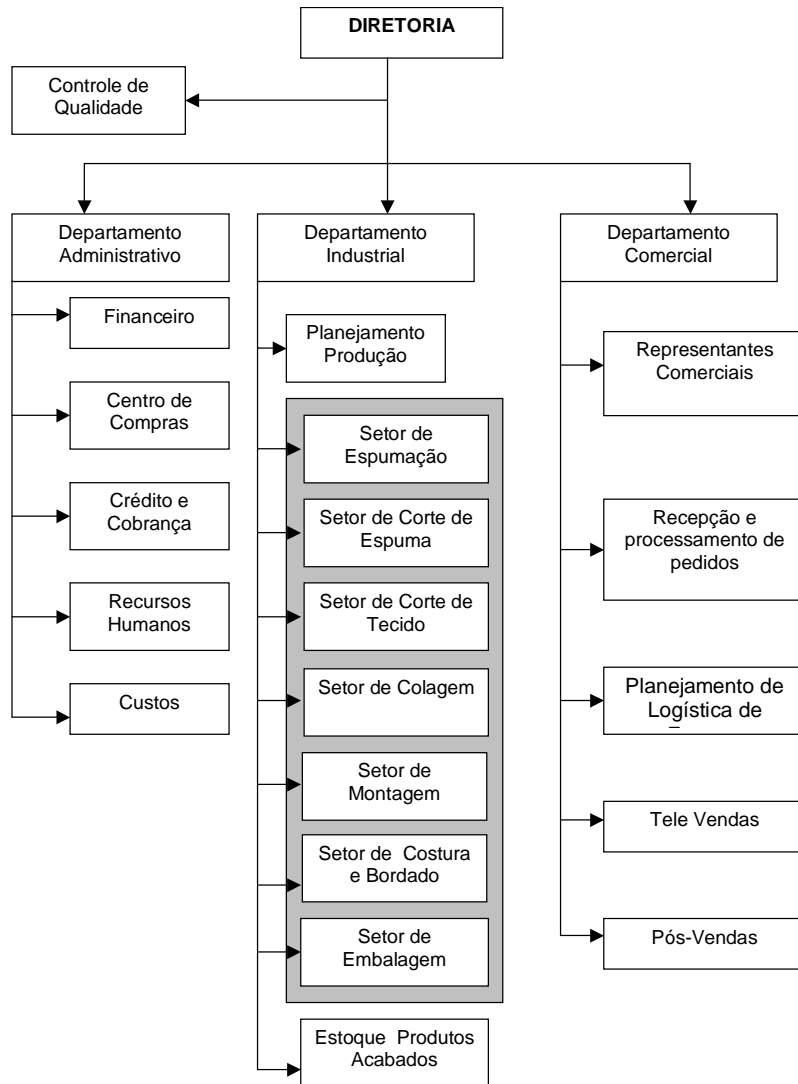 DIRETORIA
Controle de
Qualidade
Departamento
Administrativo
Financeiro
Centro de
Compras
Crédito e
Cobrança
Recursos
Humanos
Custos
Departamento
Industrial
Planejamento
Produção
Setor de
Espumação
Setor de Corte de
Espuma
Setor de Corte de
Tecido
Setor de Colagem
Setor de
Montagem
Setor de Costura
e Bordado
Setor de
Embalagem
Estoque Produtos
Acabados
Departamento
Comercial
Representantes
Comerciais
Recepção e
processamento de
pedidos
Planejamento de
Logística de
Tele Vendas
Pós-Vendas